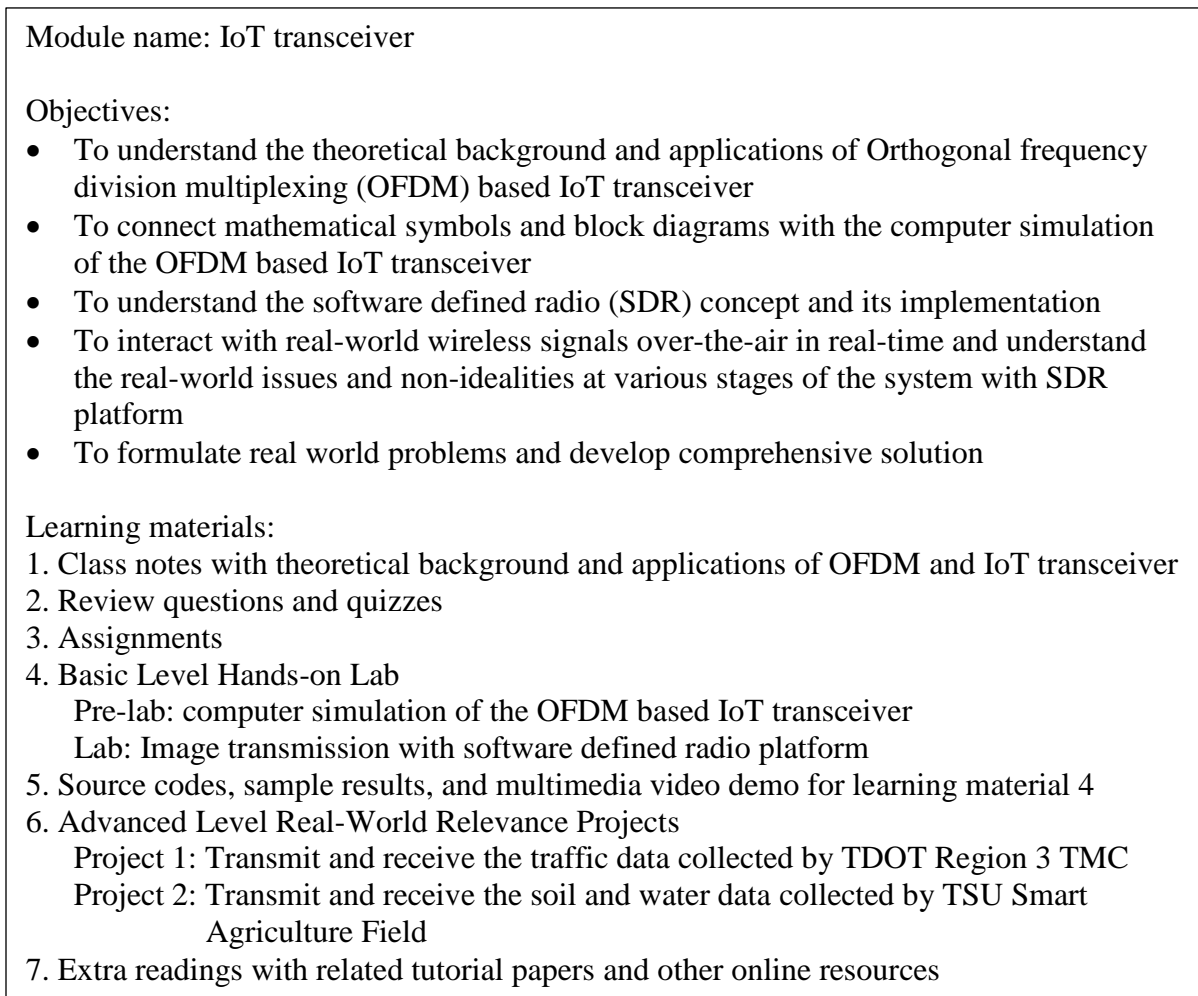 Module name: IoT transceiver
Objectives:
• To understand the theoretical background and applications of Orthogonal frequency
division multiplexing (OFDM) based IoT transceiver
• To connect mathematical symbols and block diagrams with the computer simulation
of the OFDM based IoT transceiver
• To understand the software defined radio (SDR) concept and its implementation
• To interact with real-world wireless signals over-the-air in real-time and understand
the real-world issues and non-idealities at various stages of the system with SDR
platform
• To formulate real world problems and develop comprehensive solution
Learning materials:
1. Class notes with theoretical background and applications of OFDM and IoT transceiver
2. Review questions and quizzes
3. Assignments
4. Basic Level Hands-on Lab
Pre-lab: computer simulation of the OFDM based IoT transceiver
Lab: Image transmission with software defined radio platform
5. Source codes, sample results, and multimedia video demo for learning material 4
6. Advanced Level Real-World Relevance Projects
Project 1: Transmit and receive the traffic data collected by TDOT Region 3 TMC
Project 2: Transmit and receive the soil and water data collected by TSU Smart
Agriculture Field
7. Extra readings with related tutorial papers and other online resources